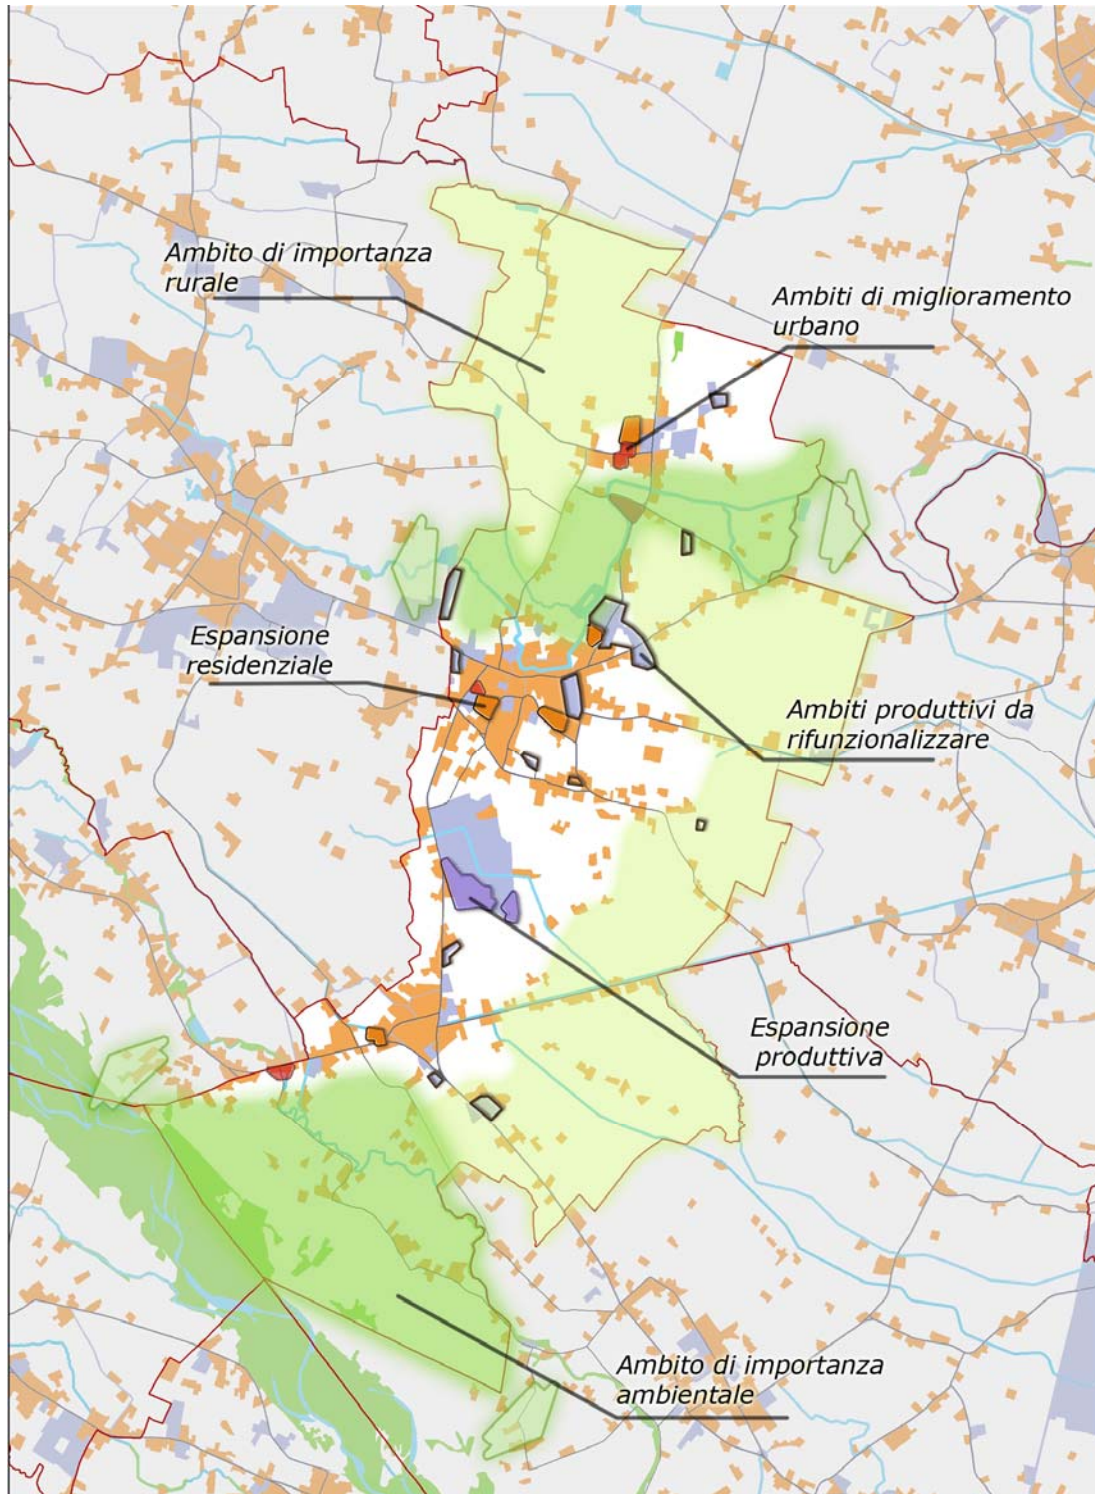 Ambito di importanza
rurale
Ambiti di miglioramento
urbano
Espansione
residenziale
Ambiti produttivi da
rifunzionalizzare
Espansione
produttiva
Ambito di importanza
ambientale